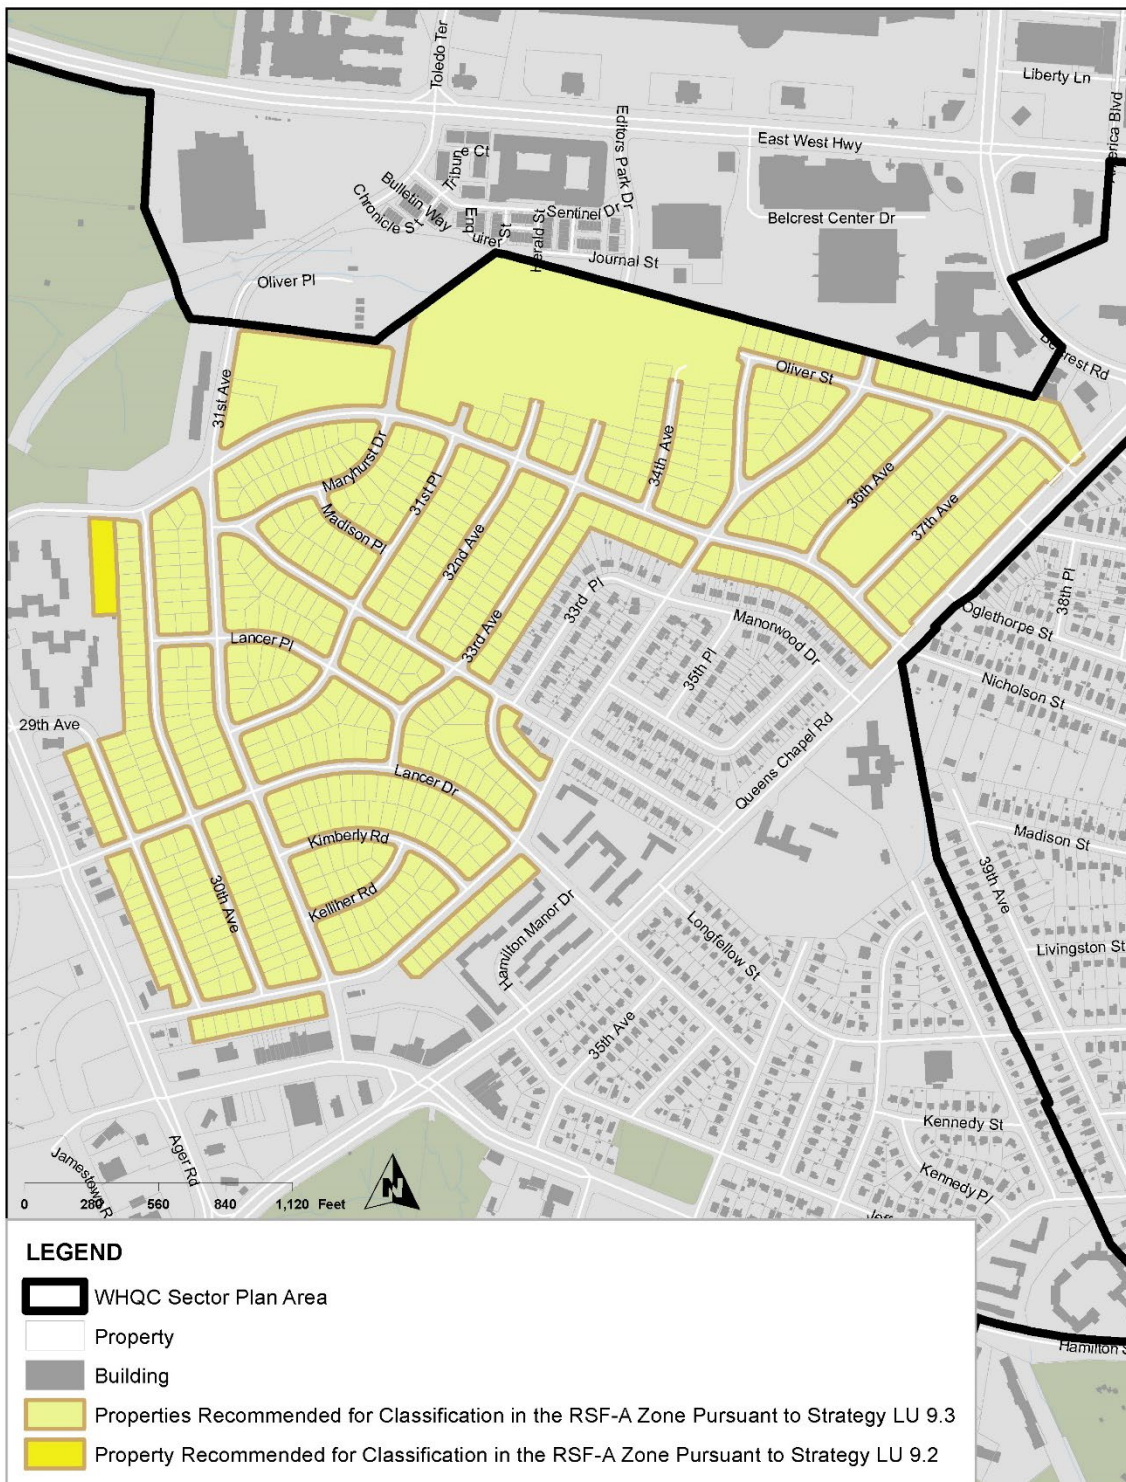 Toledo Ter
Liberty Ln
America Blvd
Editors Park Dr
East West Hwy
Tribune Ct
Bulletin Way
Chronicle St
Enquirer St
Sentinel Dr
Herald St
Belcrest Center Dr
Journal St
Oliver Pl
Belcrest Rd
31st Ave
Oliver St
Maryhurst Dr
31st Pl
34th Ave
36th Ave
37th Ave
Madison Pl
32nd Ave
33rd Pl
38th Pl
Oglethorpe St
Lancer Pl
33rd Ave
Manorwood Dr
35th Pl
Nicholson St
29th Ave
Queens Chapel Rd
Lancer Dr
Kimberly Rd
Madison St
39th Ave
30th Ave
Kelliher Rd
Hamilton Manor Dr
Longfellow St
Livingston St
35th Ave
Kennedy St
Jamestown R
Ager Rd
Kennedy Pl
N
0 280 560 840 1,120 Feet
Jeff
Hamilton S
LEGEND
WHQC Sector Plan Area
Property
Building
Properties Recommended for Classification in the RSF-A Zone Pursuant to Strategy LU 9.3
Property Recommended for Classification in the RSF-A Zone Pursuant to Strategy LU 9.2